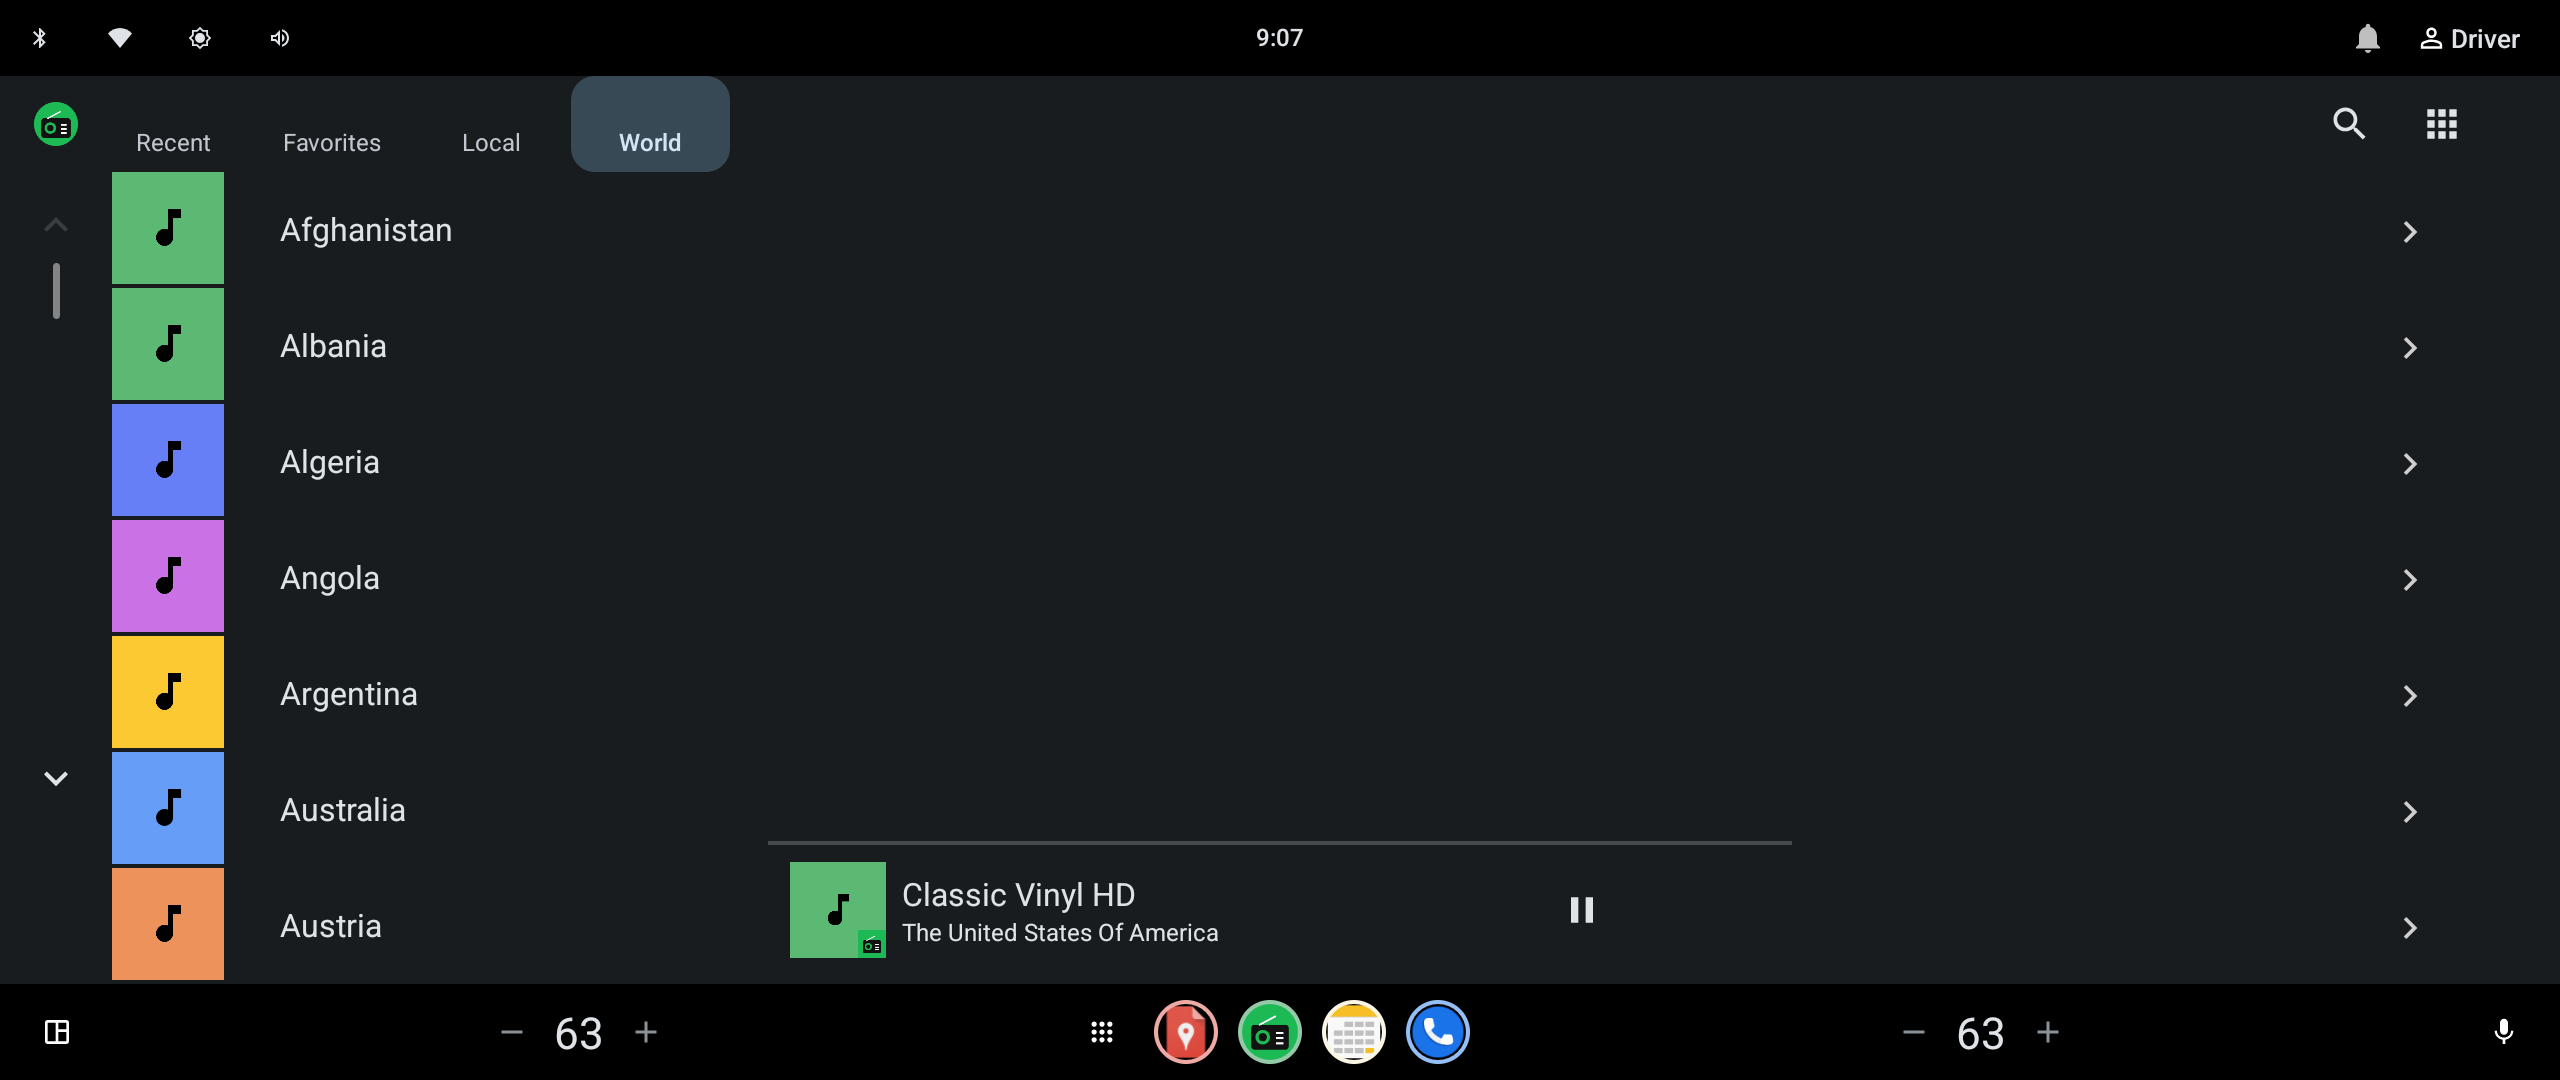 9:07
Driver
Recent
Favorites
Local
World
Afghanistan
Albania
Algeria
Angola
Argentina
Australia
Austria
Classic Vinyl HD
The United States Of America
63
63